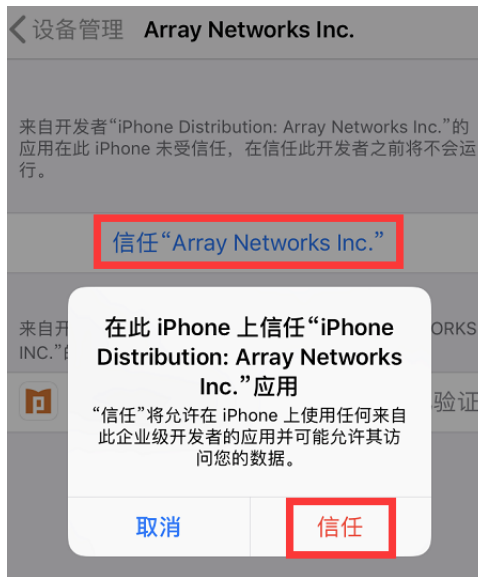 设备管理 Array Networks Inc.
来自开发者“iPhone Distribution: Array Networks Inc.”的
应用在此 iPhone 未受信任，在信任此开发者之前将不会运
行。
信任“Array Networks Inc.”
来自开
ORKS
INC.”
在此 iPhone 上信任“iPhone
Distribution: Array Networks
Inc.”应用
“信任”将允许在 iPhone 上使用任何来自
此企业级开发者的应用并可能允许其访
问您的数据。
验证
取消
信任